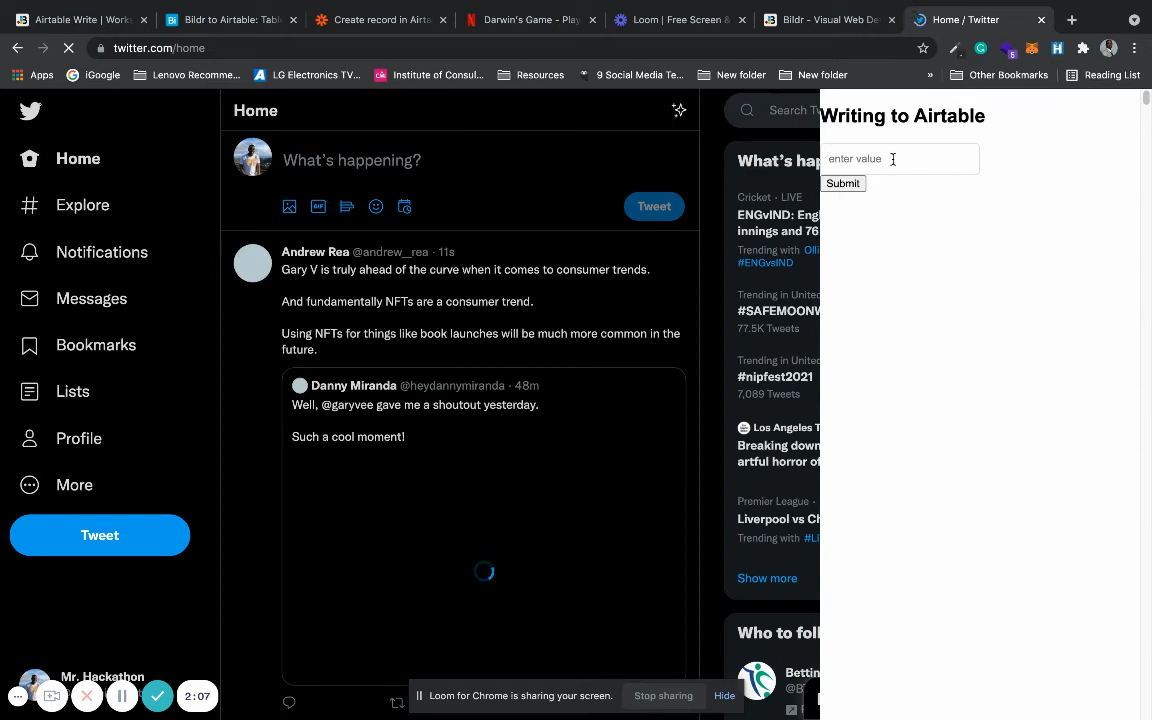 Airtable Write | Works
Bildr to Airtable: Table
Create record in Airta
Darwin's Game - Play
Loom | Free Screen &
Bildr - Visual Web De
Home / Twitter
twitter.com/home
5
Apps
iGoogle
Lenovo Recomme...
LG Electronics TV...
Institute of Consul...
Resources
9 Social Media Te...
New folder
New folder
»
Other Bookmarks
Reading List
Home
Explore
Notifications
Messages
Bookmarks
Lists
Profile
More
Tweet
Mr. Hackathon
2:07
Home
What's happening?
Tweet
Andrew Rea @andrew__rea · 11s
Gary V is truly ahead of the curve when it comes to consumer trends.
And fundamentally NFTs are a consumer trend.
Using NFTs for things like book launches will be much more common in the
future.
Danny Miranda @heydannymiranda · 48m
Well, @garyvee gave me a shoutout yesterday.
Such a cool moment!
Loom for Chrome is sharing your screen.
Stop sharing
Hide
Search Tw
What's hap
Cricket · LIVE
ENGvIND: Eng
innings and 76
Trending with Olli
#ENGvsIND
Trending in United
#SAFEMOONW
77.5K Tweets
Trending in United
#nipfest2021
7,089 Tweets
Los Angeles T
Breaking down
artful horror of
Premier League ·
Liverpool vs Ch
Trending with #LI
Show more
Who to foll
Bettin
@B
Writing to Airtable
enter value
Submit